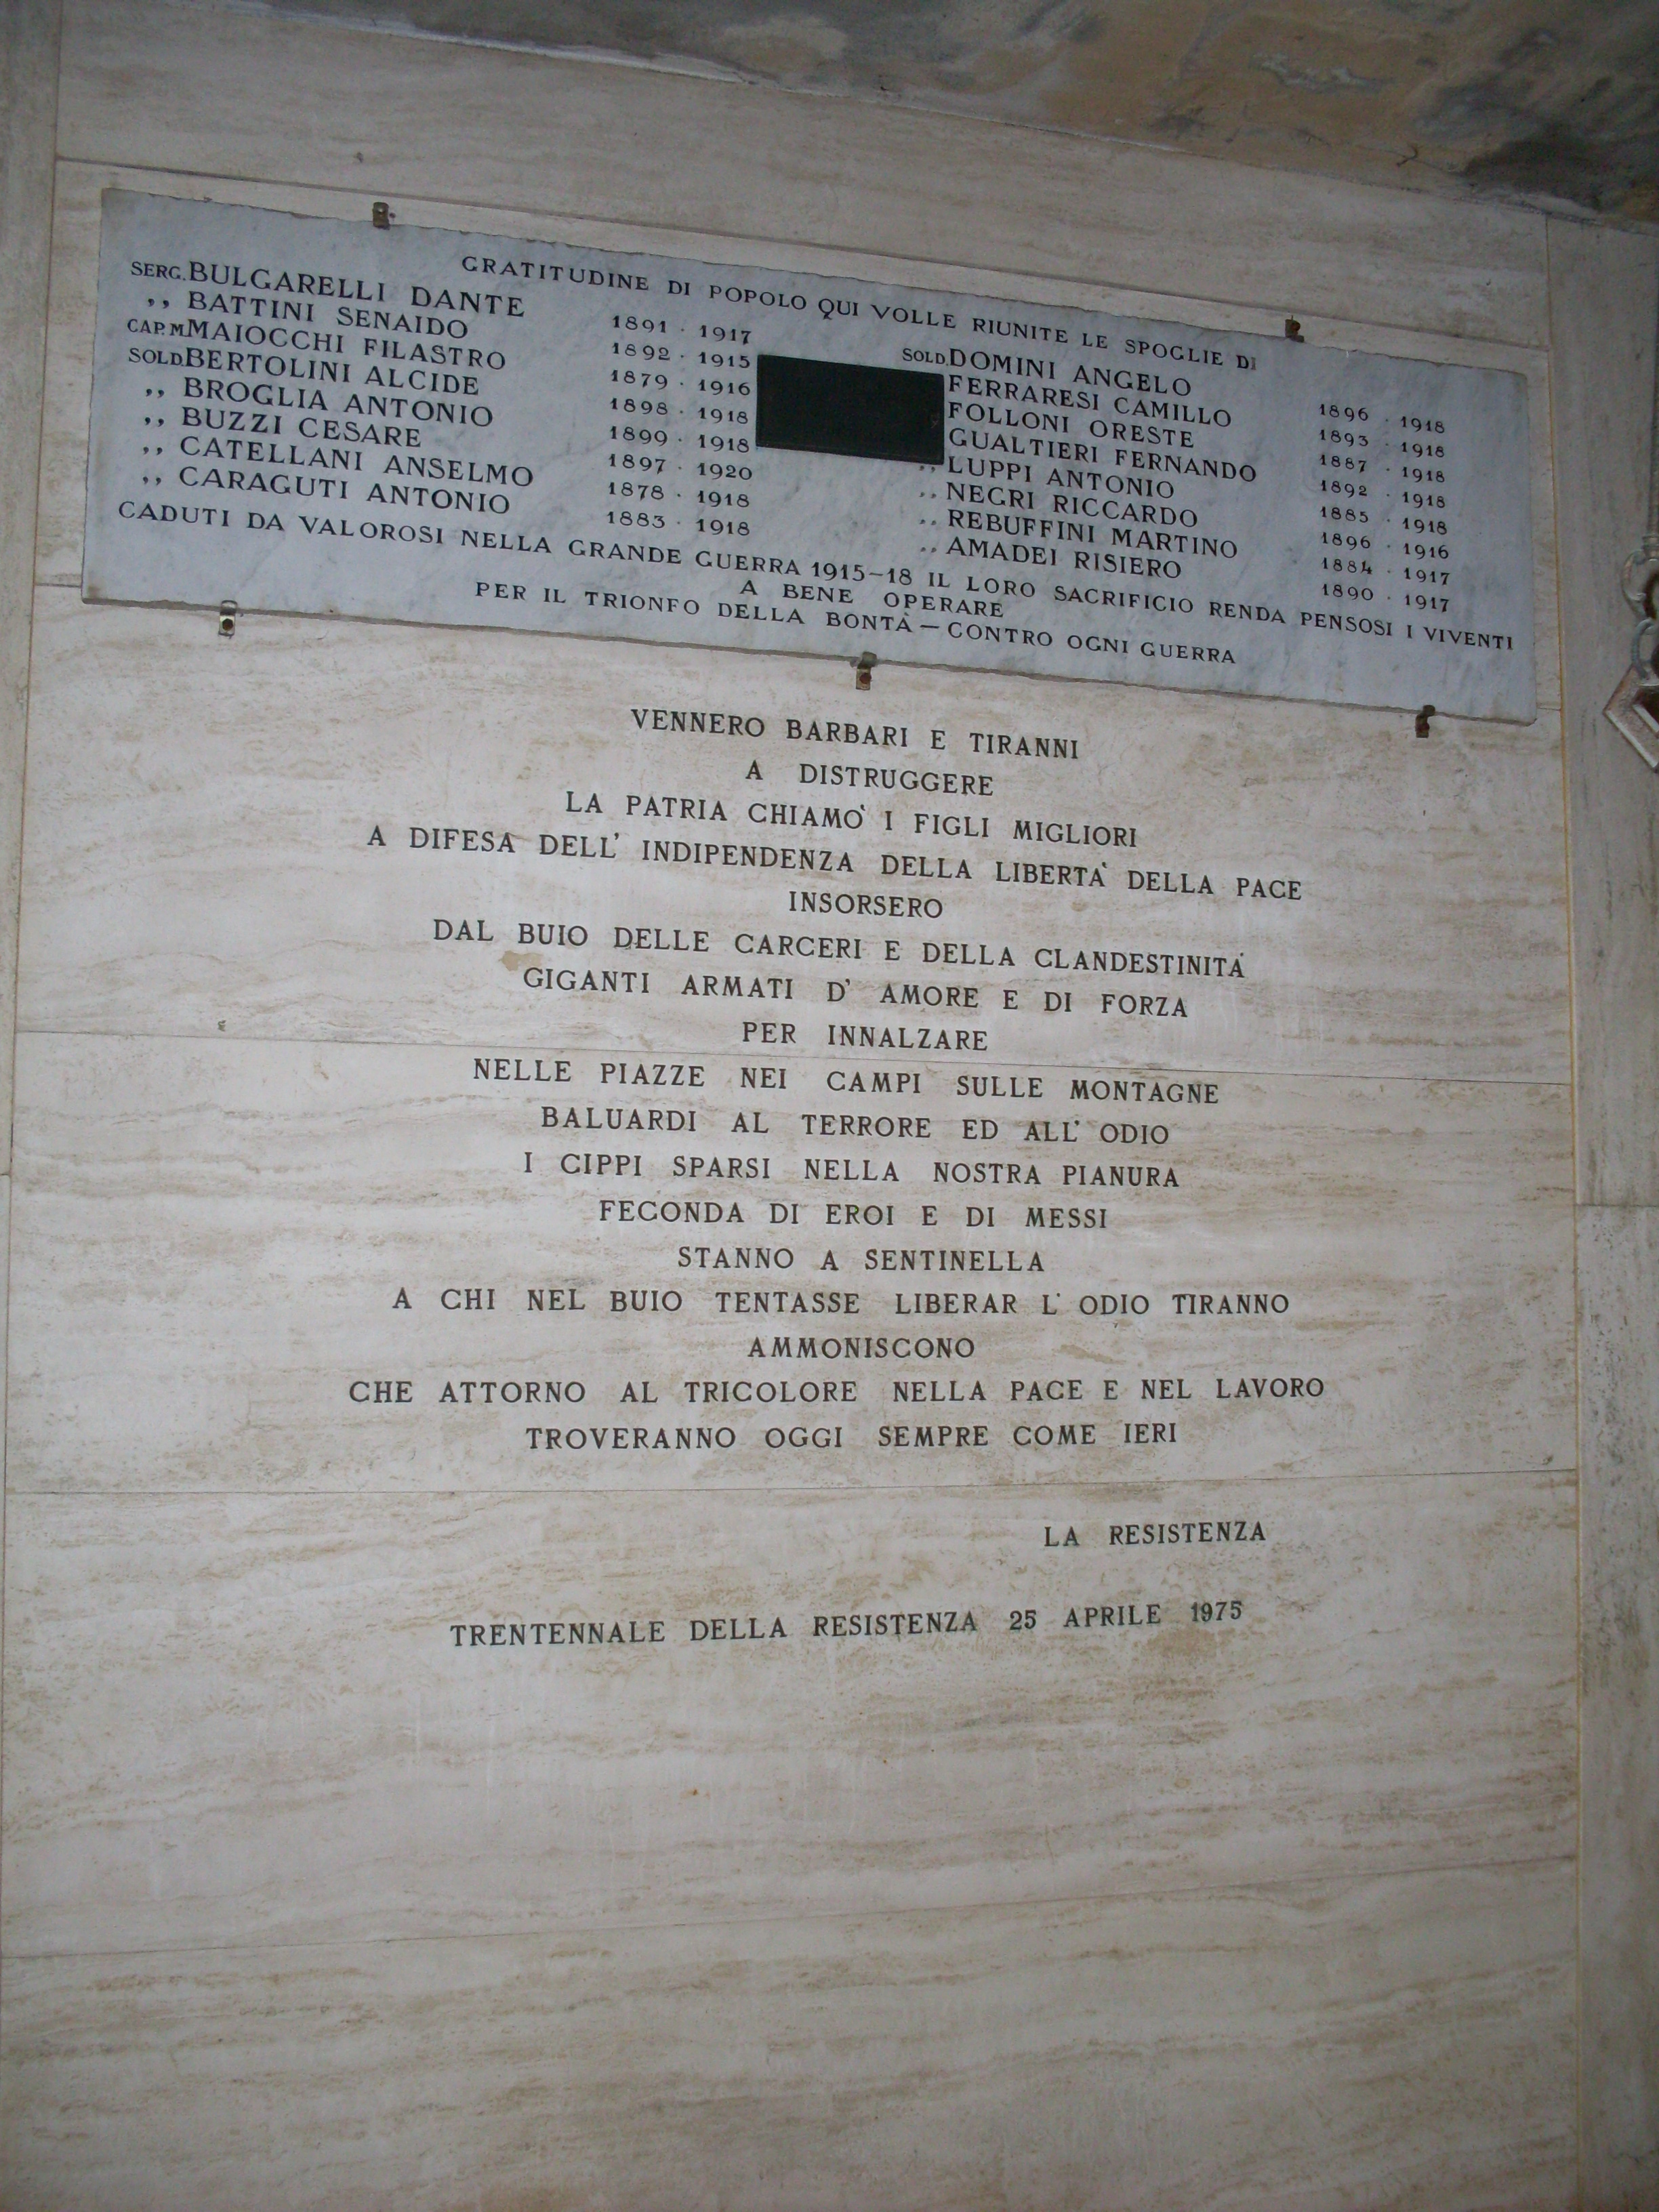 GRATITUDINE DI POPOLO QUI VOLLE RIUNITE LE SPOGLIE DI
SERG. BULGARELLI DANTE 1891 · 1917
,, BATTINI SENAIDO 1892 · 1915
CAP.M MAIOCCHI FILASTRO 1879 · 1916
SOLD. BERTOLINI ALCIDE 1898 · 1918
,, BROGLIA ANTONIO 1899 · 1918
,, BUZZI CESARE 1897 · 1920
,, CATELLANI ANSELMO 1878 · 1918
,, CARAGUTI ANTONIO 1883 · 1918
SOLD. DOMINI ANGELO 1896 · 1918
FERRARESI CAMILLO 1893 · 1918
FOLLONI ORESTE 1887 · 1918
GUALTIERI FERNANDO 1892 · 1918
,, LUPPI ANTONIO 1885 · 1918
,, NEGRI RICCARDO 1896 · 1916
,, REBUFFINI MARTINO 1884 · 1917
,, AMADEI RISIERO 1890 · 1917
CADUTI DA VALOROSI NELLA GRANDE GUERRA 1915-18 IL LORO SACRIFICIO RENDA PENSOSI I VIVENTI
A BENE OPERARE
PER IL TRIONFO DELLA BONTÀ — CONTRO OGNI GUERRA
VENNERO BARBARI E TIRANNI
A DISTRUGGERE
LA PATRIA CHIAMO' I FIGLI MIGLIORI
A DIFESA DELL' INDIPENDENZA DELLA LIBERTA' DELLA PACE
INSORSERO
DAL BUIO DELLE CARCERI E DELLA CLANDESTINITA'
GIGANTI ARMATI D' AMORE E DI FORZA
PER INNALZARE
NELLE PIAZZE NEI CAMPI SULLE MONTAGNE
BALUARDI AL TERRORE ED ALL' ODIO
I CIPPI SPARSI NELLA NOSTRA PIANURA
FECONDA DI EROI E DI MESSI
STANNO A SENTINELLA
A CHI NEL BUIO TENTASSE LIBERAR L' ODIO TIRANNO
AMMONISCONO
CHE ATTORNO AL TRICOLORE NELLA PACE E NEL LAVORO
TROVERANNO OGGI SEMPRE COME IERI
LA RESISTENZA
TRENTENNALE DELLA RESISTENZA 25 APRILE 1975